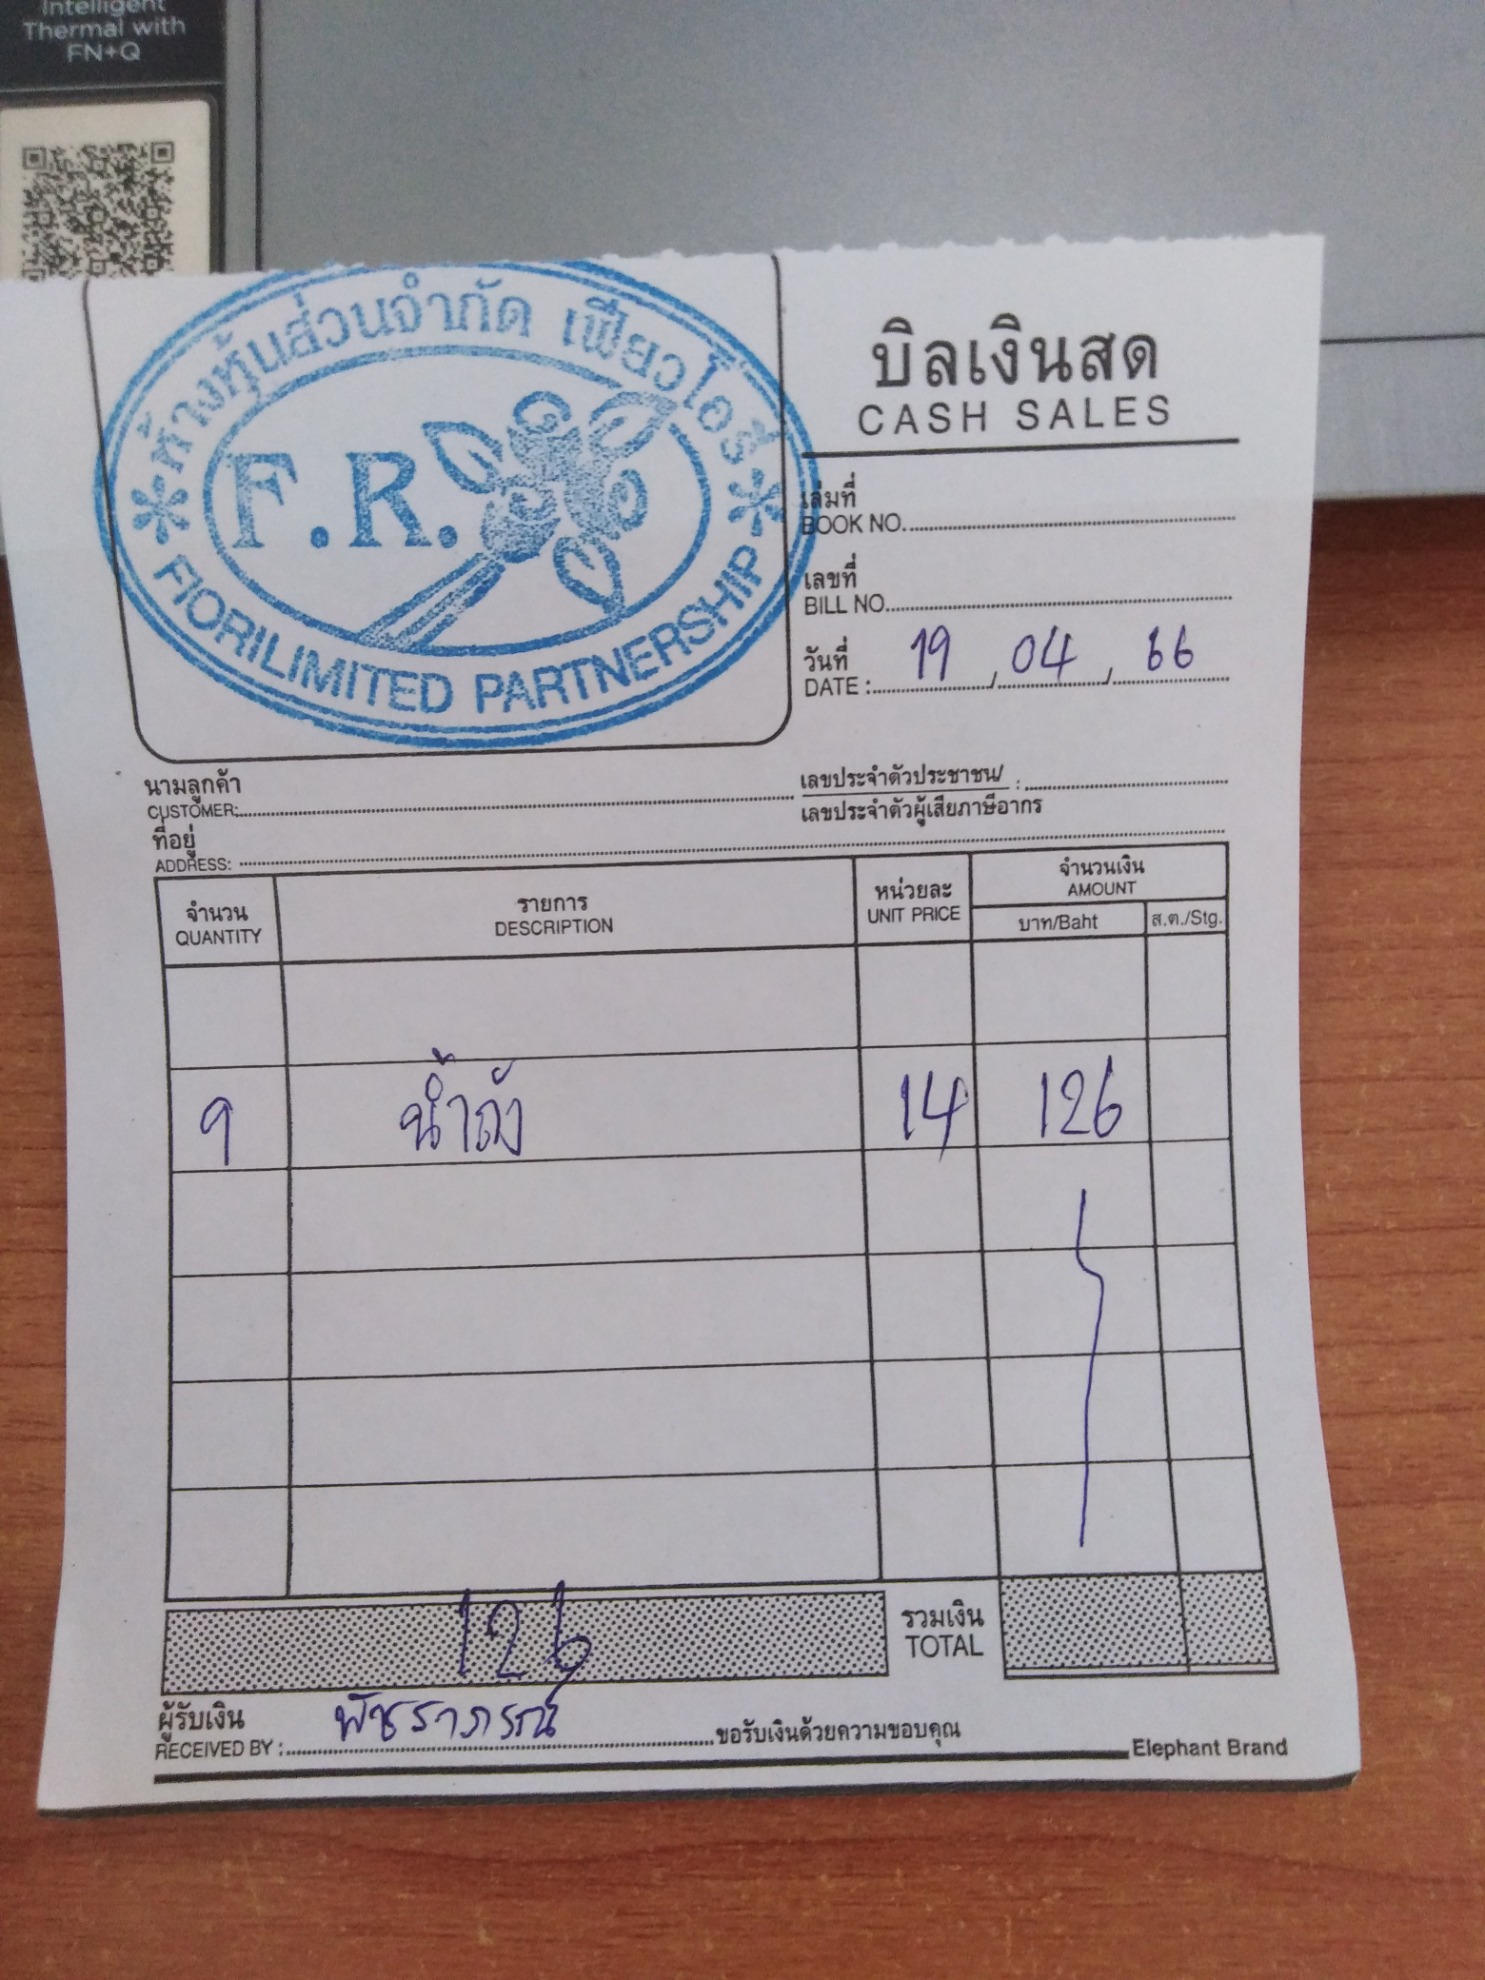 Intelligent
Thermal with
FN+Q
ห้างหุ้นส่วนจำกัด เฟียวโอรี่
F.R.
FIORILIMITED PARTNERSHIP
บิลเงินสด
CASH SALES
เล่มที่
BOOK NO.
เลขที่
BILL NO.
วันที่
DATE : 19 / 04 / 66
นามลูกค้า
CUSTOMER:
เลขประจำตัวประชาชน/ :
เลขประจำตัวผู้เสียภาษีอากร
ที่อยู่
ADDRESS:
จำนวน รายการ หน่วยละ จำนวนเงิน
QUANTITY DESCRIPTION UNIT PRICE AMOUNT
บาท/Baht ส.ต./Stg.
9 น้ำถัง 14 126
126 รวมเงิน
TOTAL
ผู้รับเงิน พัชราภรณ์ ขอรับเงินด้วยความขอบคุณ
RECEIVED BY :
Elephant Brand